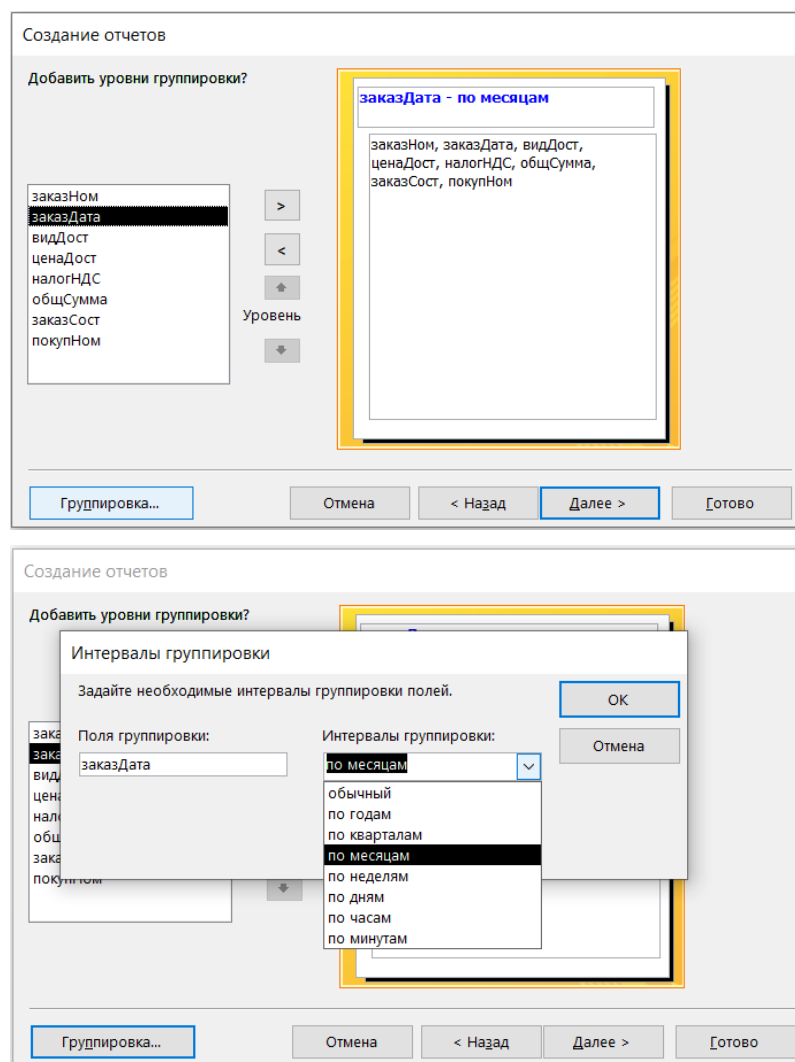 Создание отчетов
Добавить уровни группировки?
заказДата - по месяцам
заказНом, заказДата, видДост,
ценаДост, налогНДС, общСумма,
заказСост, покупНом
заказНом
заказДата
видДост
ценаДост
налогНДС
общСумма
заказСост
покупНом
>
<
Уровень
Группировка...
Отмена
< Назад
Далее >
Готово
Создание отчетов
Добавить уровни группировки?
Интервалы группировки
Задайте необходимые интервалы группировки полей.
OK
Отмена
Поля группировки:
заказДата
Интервалы группировки:
по месяцам
обычный
по годам
по кварталам
по месяцам
по неделям
по дням
по часам
по минутам
Группировка...
Отмена
< Назад
Далее >
Готово